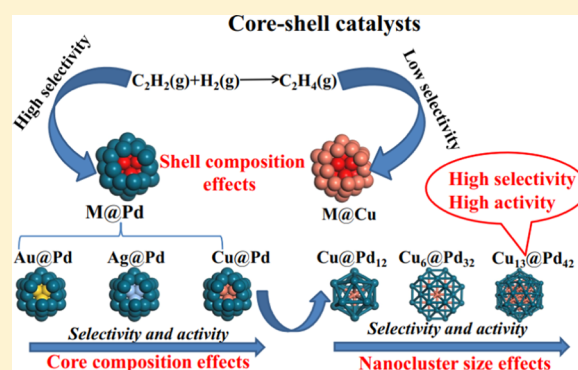 Core-shell catalysts
High selectivity
C₂H₂(g)+H₂(g)⟶C₂H₄(g)
Low selectivity
Shell composition
effects
M@Pd
M@Cu
High selectivity
High activity
Au@Pd
Ag@Pd
Cu@Pd
Cu@Pd₁₂
Cu₆@Pd₃₂
Cu₁₃@Pd₄₂
Selectivity and activity
Core composition effects
Selectivity and activity
Nanocluster size effects